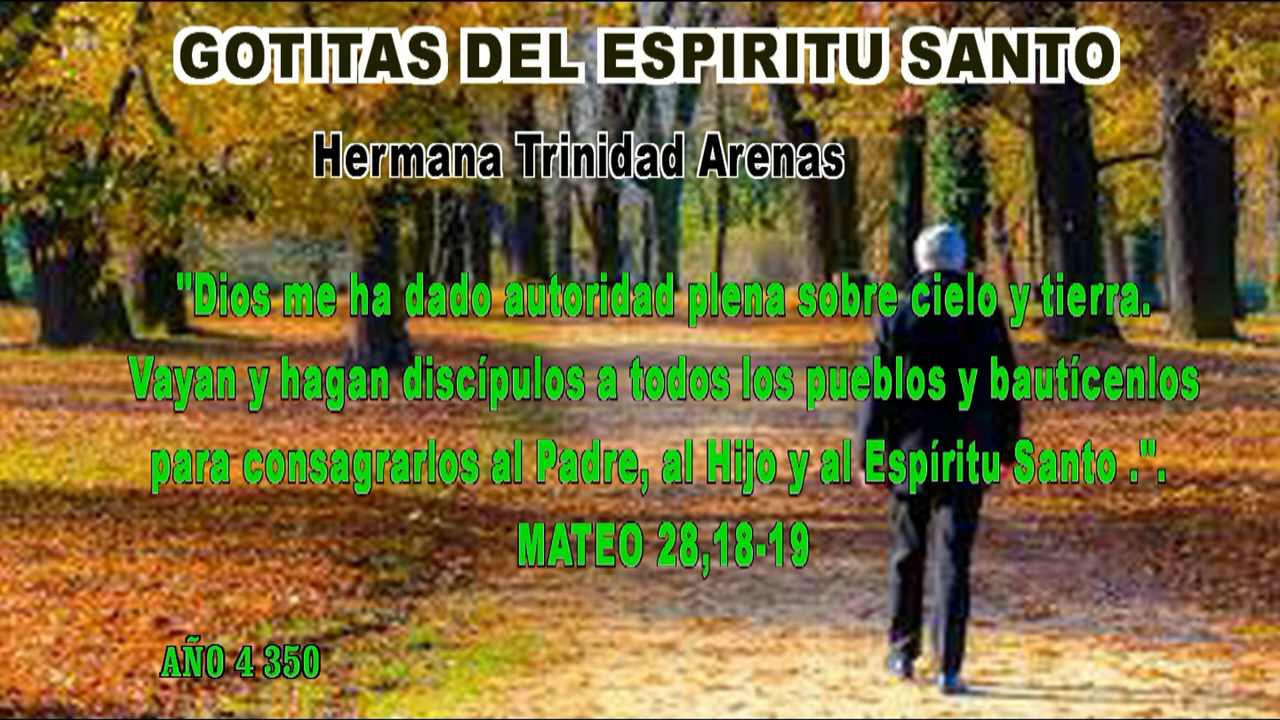 GOTITAS DEL ESPIRITU SANTO
Hermana Trinidad Arenas
"Dios me ha dado autoridad plena sobre cielo y tierra.
Vayan y hagan discípulos a todos los pueblos y bautícenlos
para consagrarlos al Padre, al Hijo y al Espíritu Santo .".
MATEO 28,18-19
AÑO 4 350